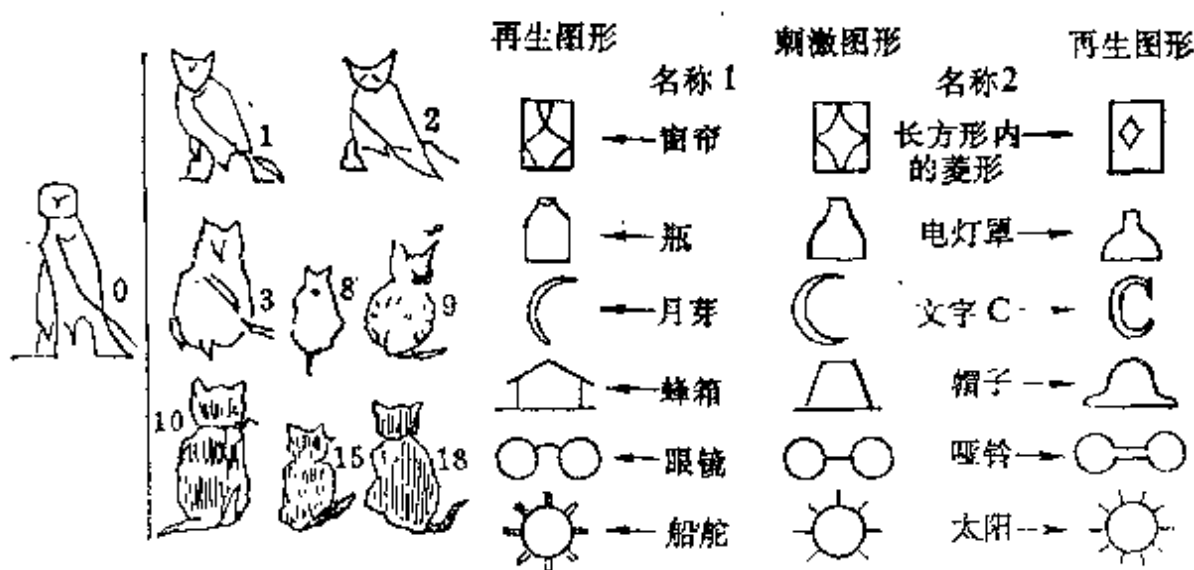 再生图形 刺激图形 再生图形
名称1 名称2
窗帘 长方形内的菱形
瓶 电灯罩
月芽 文字C
蜂箱 帽子
眼镜 哑铃
船舵 太阳
0
1 2
3 8 9
10 15 18